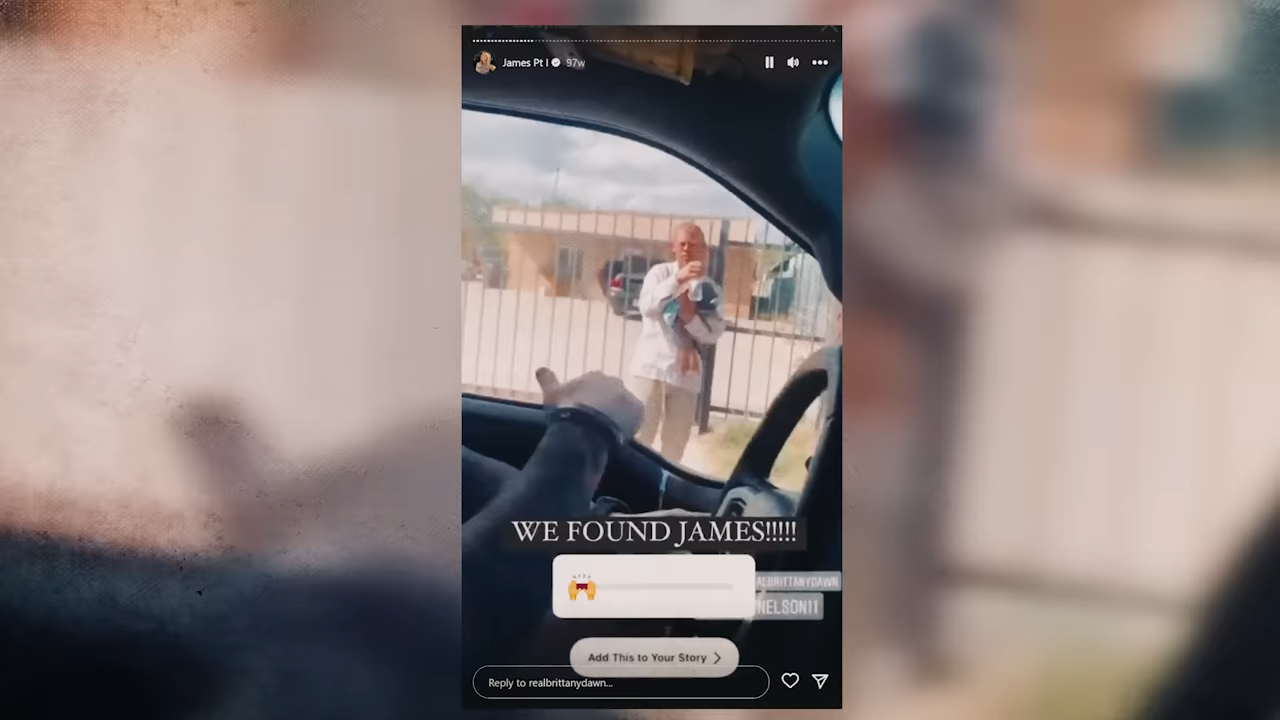 James Pt I 97w
WE FOUND JAMES!!!!!
ALBRITTANYDAWN
NELSON11
Add This to Your Story
Reply to realbrittanydawn...